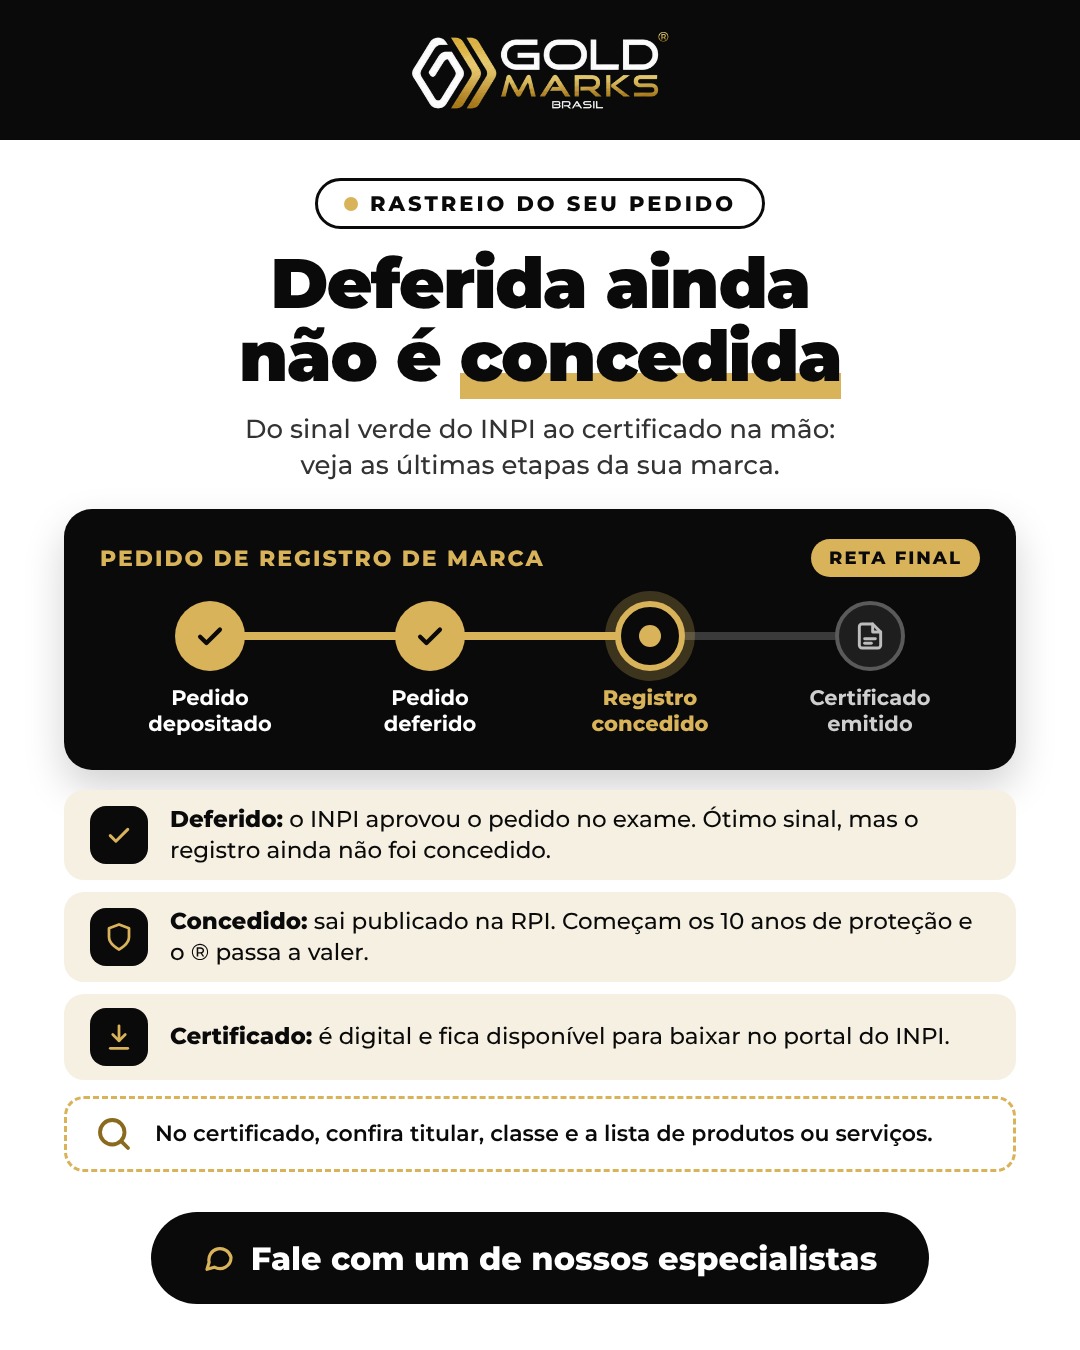 GOLD ®
MARKS
BRASIL
RASTREIO DO SEU PEDIDO
Deferida ainda
não é concedida
Do sinal verde do INPI ao certificado na mão:
veja as últimas etapas da sua marca.
PEDIDO DE REGISTRO DE MARCA
RETA FINAL
Pedido
depositado
Pedido
deferido
Registro
concedido
Certificado
emitido
Deferido: o INPI aprovou o pedido no exame. Ótimo sinal, mas o
registro ainda não foi concedido.
Concedido: sai publicado na RPI. Começam os 10 anos de proteção e
o ® passa a valer.
Certificado: é digital e fica disponível para baixar no portal do INPI.
No certificado, confira titular, classe e a lista de produtos ou serviços.
Fale com um de nossos especialistas